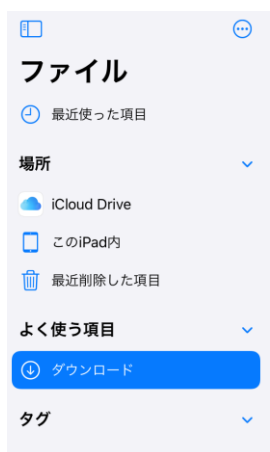 ファイル
最近使った項目
場所
iCloud Drive
このiPad内
最近削除した項目
よく使う項目
ダウンロード
タグ